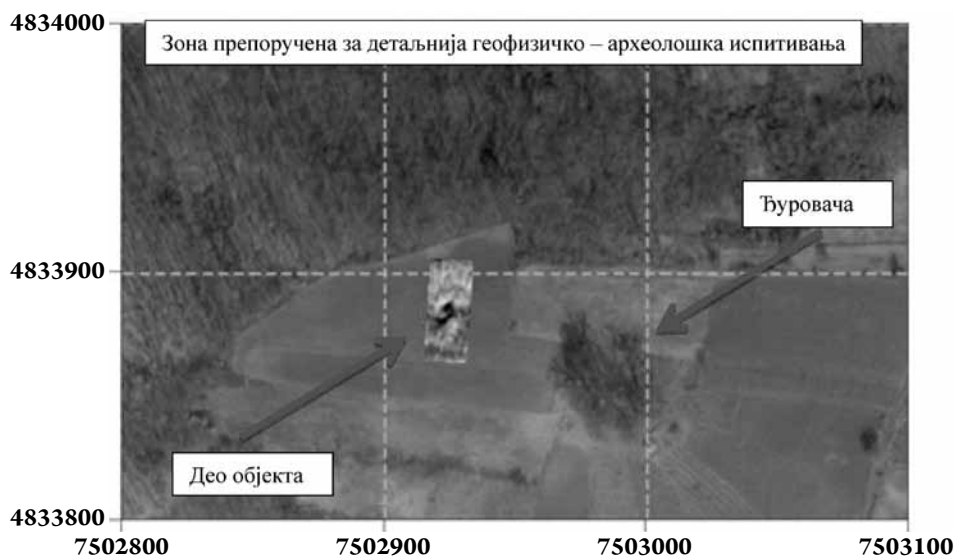 4834000
Зона препоручена за детаљнија геофизичко – археолошка испитивања
Ђуровача
4833900
Део објекта
4833800
7502800 7502900 7503000 7503100